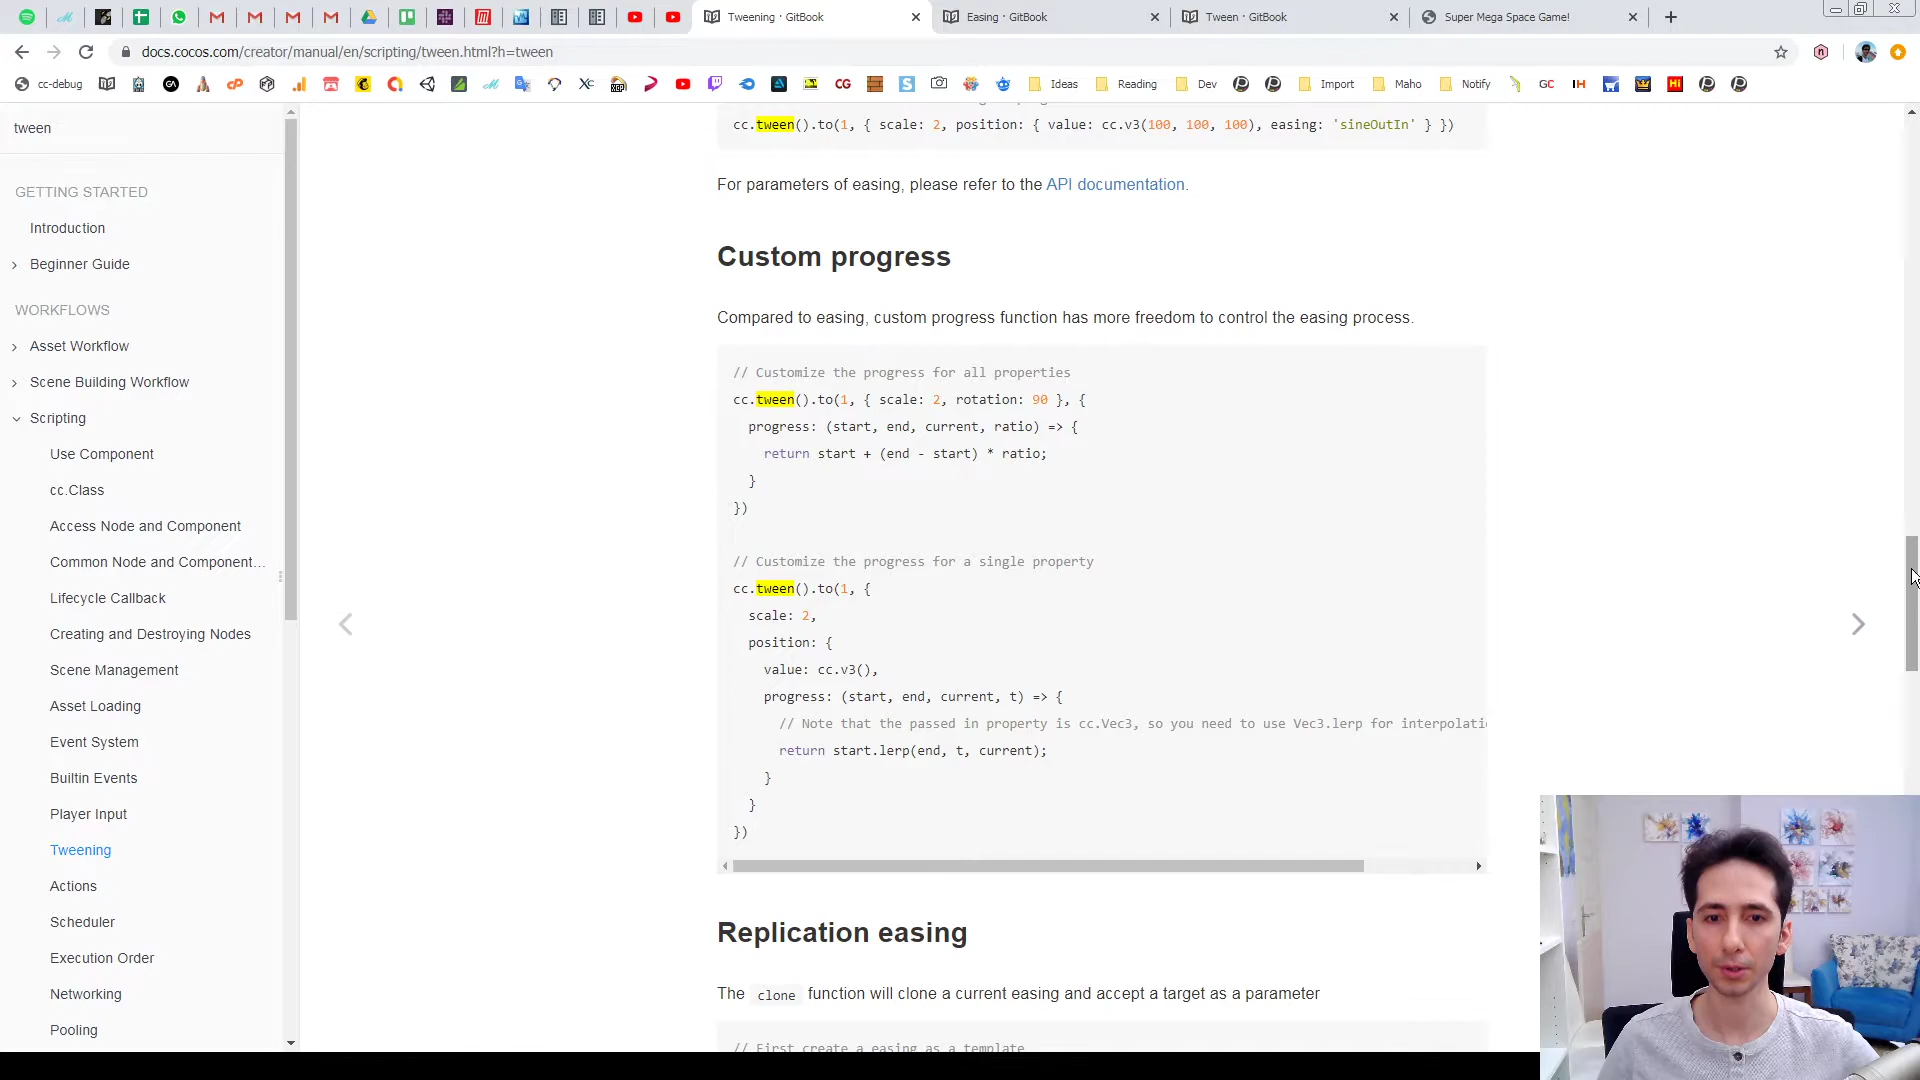 Tweening · GitBook
Easing · GitBook
Tween · GitBook
Super Mega Space Game!
docs.cocos.com/creator/manual/en/scripting/tween.html?h=tween
cc-debug
Ideas
Reading
Dev
Import
Maho
Notify
GC
IH
tween
GETTING STARTED
Introduction
Beginner Guide
WORKFLOWS
Asset Workflow
Scene Building Workflow
Scripting
Use Component
cc.Class
Access Node and Component
Common Node and Component…
Lifecycle Callback
Creating and Destroying Nodes
Scene Management
Asset Loading
Event System
Builtin Events
Player Input
Tweening
Actions
Scheduler
Execution Order
Networking
Pooling
cc.tween().to(1, { scale: 2, position: { value: cc.v3(100, 100, 100), easing: 'sineOutIn' } })
For parameters of easing, please refer to the API documentation.
Custom progress
Compared to easing, custom progress function has more freedom to control the easing process.
// Customize the progress for all properties
cc.tween().to(1, { scale: 2, rotation: 90 }, {
progress: (start, end, current, ratio) => {
return start + (end - start) * ratio;
}
})
// Customize the progress for a single property
cc.tween().to(1, {
scale: 2,
position: {
value: cc.v3(),
progress: (start, end, current, t) => {
// Note that the passed in property is cc.Vec3, so you need to use Vec3.lerp for interpolati
return start.lerp(end, t, current);
}
}
})
Replication easing
The clone function will clone a current easing and accept a target as a parameter
// First create a easing as a template